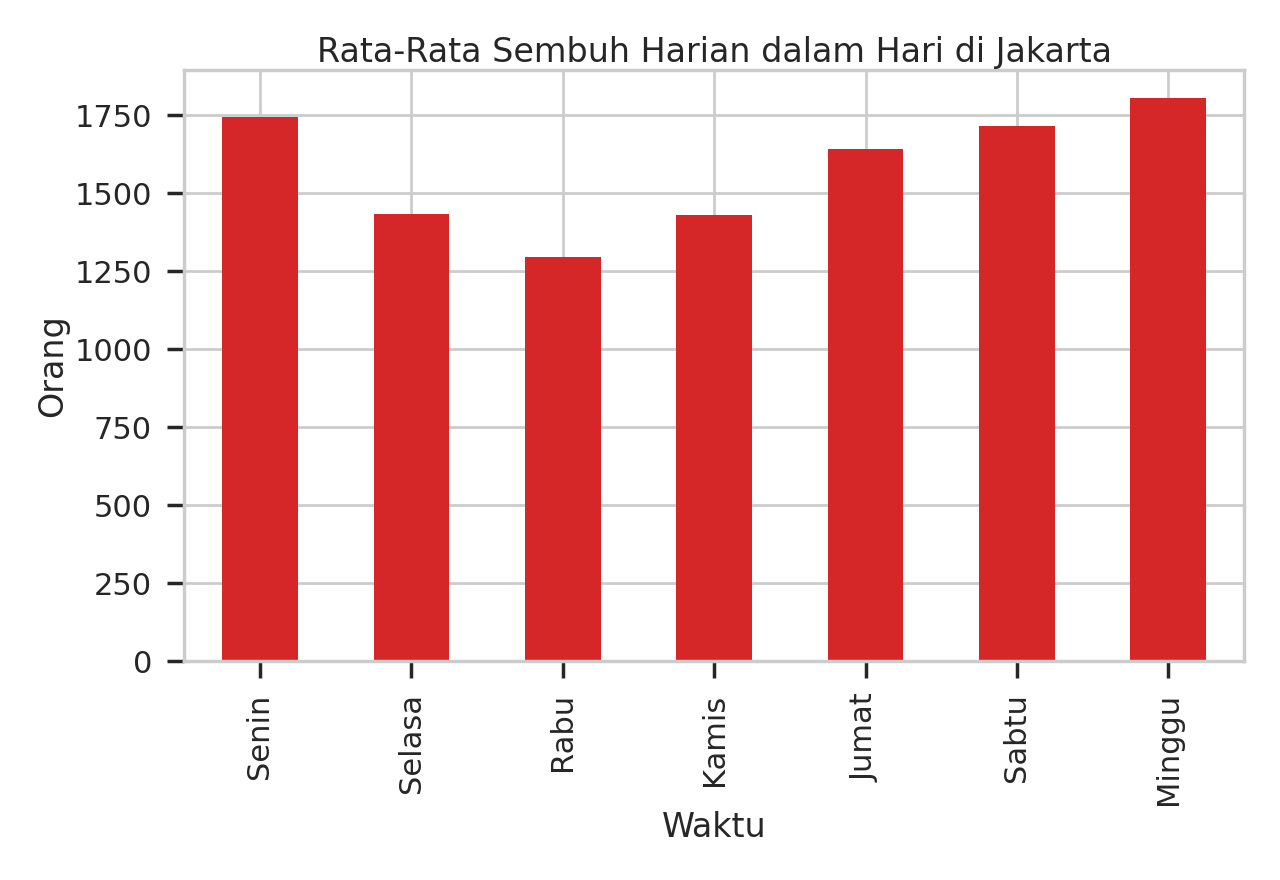 Rata-Rata Sembuh Harian dalam Hari di Jakarta
1750
1500
1250
1000
750
500
250
0
Orang
Senin
Selasa
Rabu
Kamis
Jumat
Sabtu
Minggu
Waktu